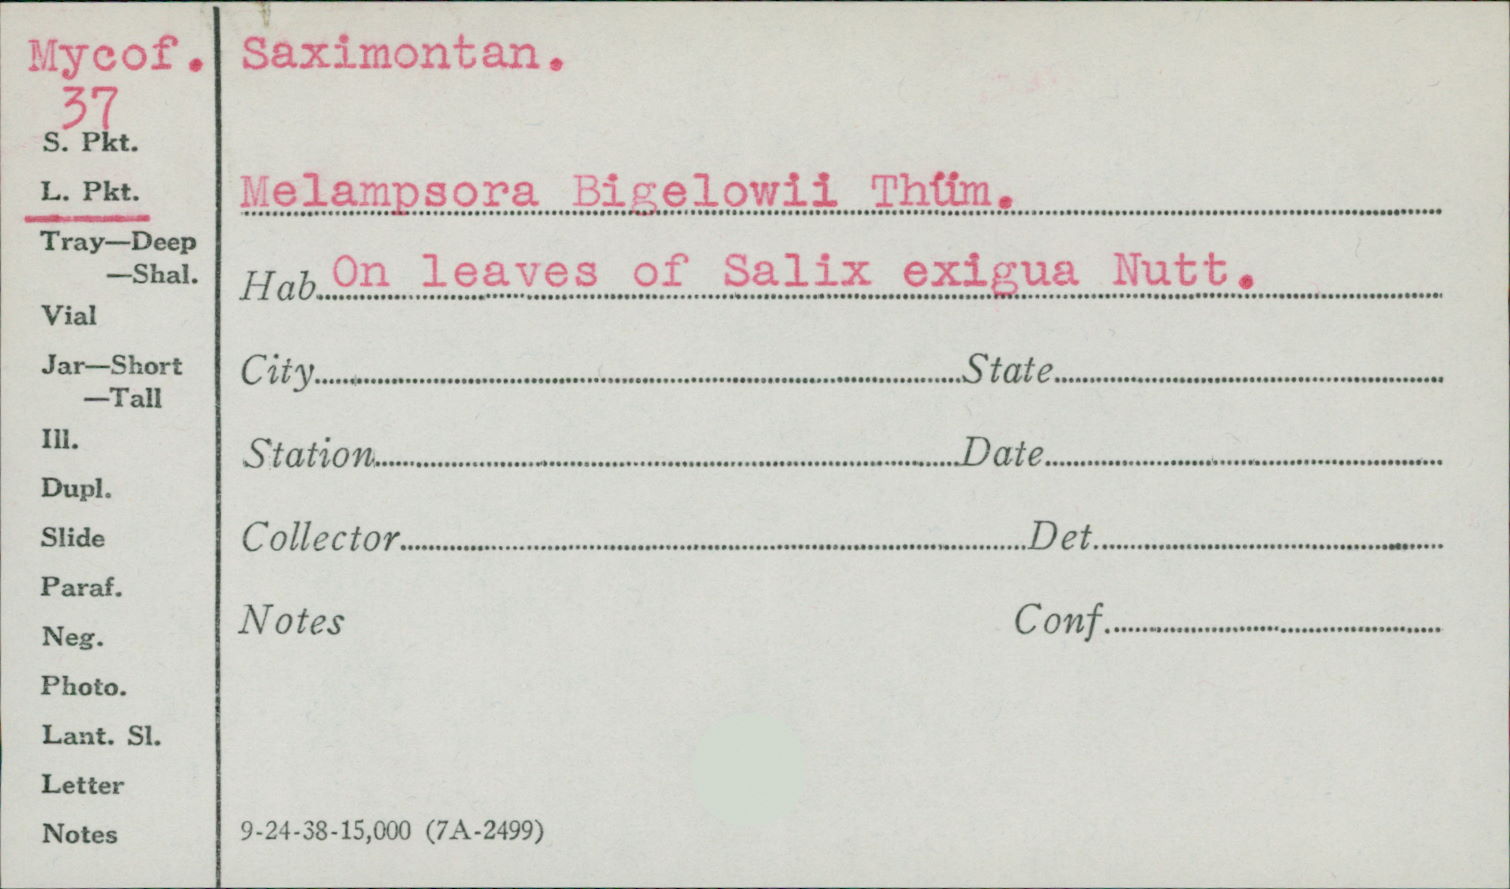 Mycof. Saximontan.
37
S. Pkt.
L. Pkt.
Melampsora Bigelowii Thüm.
Tray—Deep
—Shal.
Hab. On leaves of Salix exigua Nutt.
Vial
Jar—Short
—Tall
City State
Ill.
Station Date
Dupl.
Slide
Collector Det.
Paraf.
Neg.
Notes Conf.
Photo.
Lant. Sl.
Letter
Notes
9-24-38-15,000 (7A-2499)